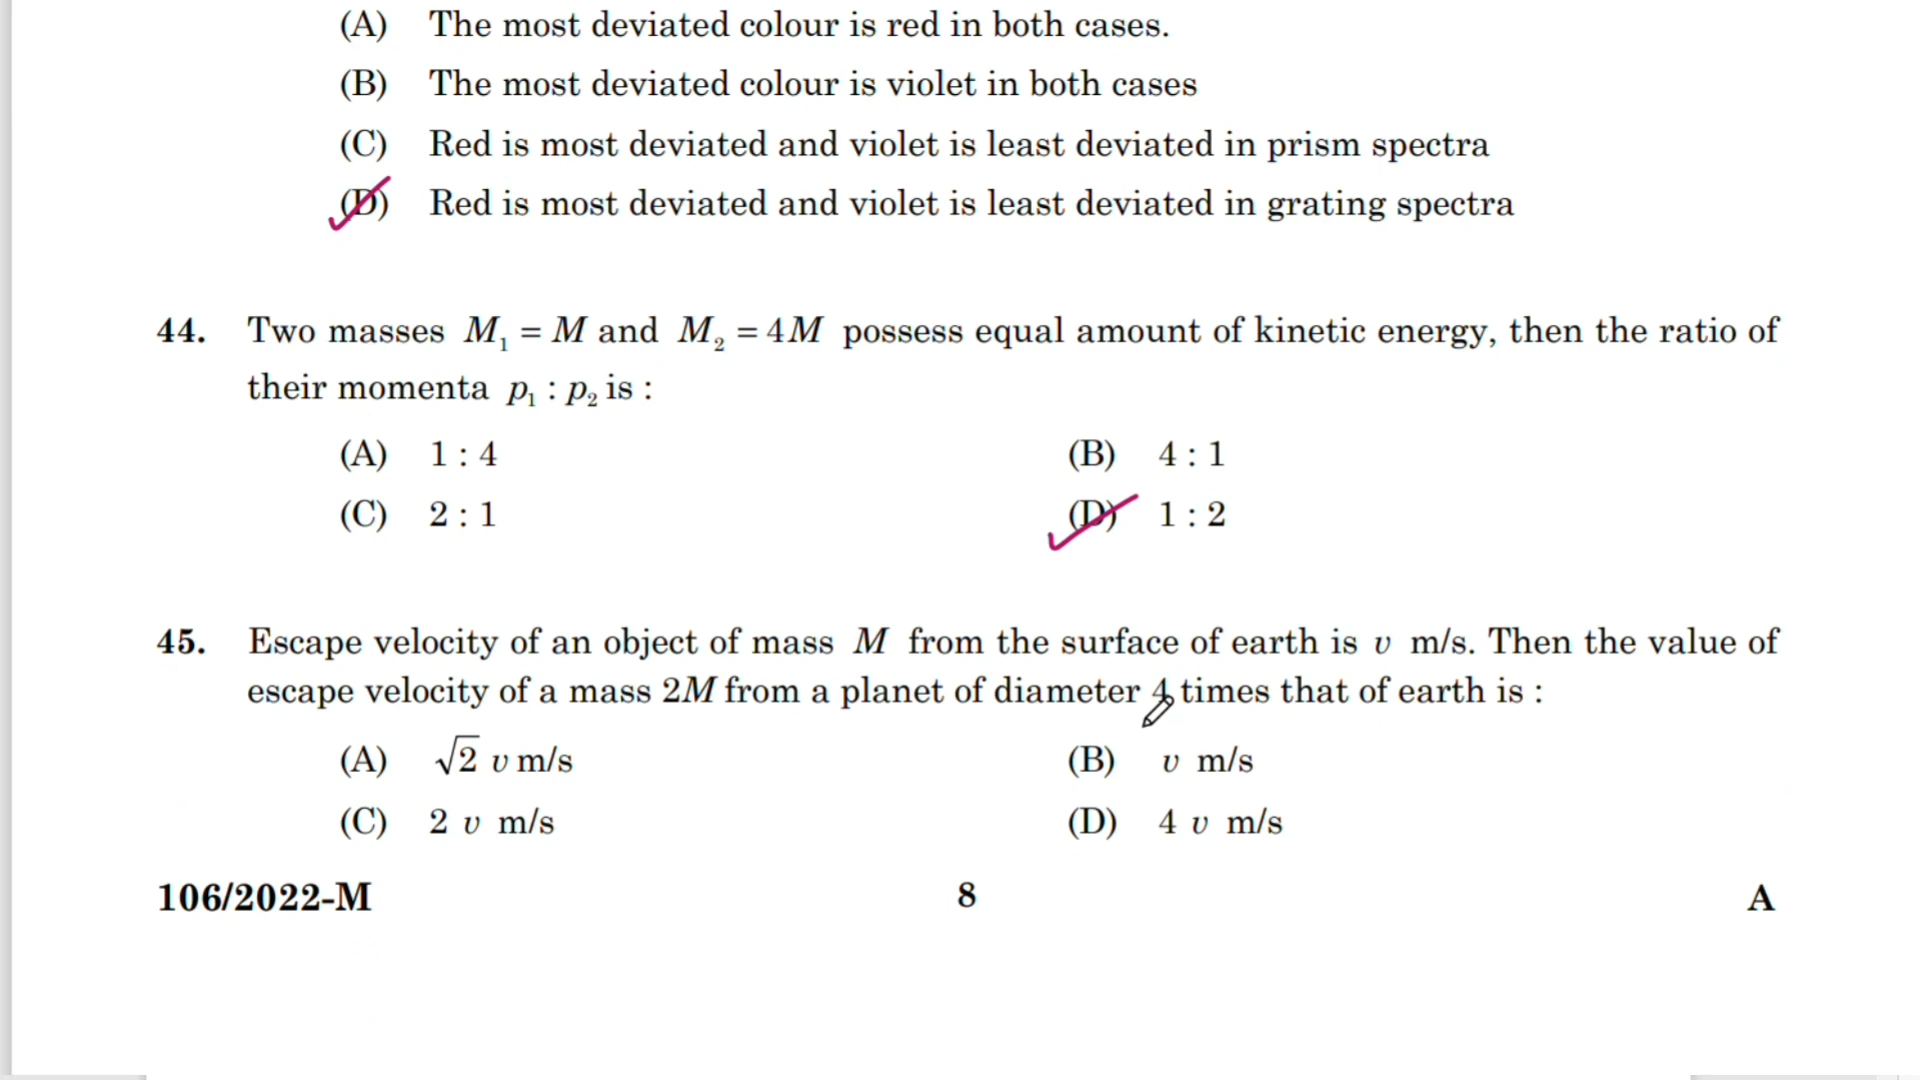 (A) The most deviated colour is red in both cases.
(B) The most deviated colour is violet in both cases
(C) Red is most deviated and violet is least deviated in prism spectra
(D) Red is most deviated and violet is least deviated in grating spectra
44. Two masses M₁ = M and M₂ = 4M possess equal amount of kinetic energy, then the ratio of
their momenta p₁ : p₂ is :
(A) 1 : 4 (B) 4 : 1
(C) 2 : 1 (D) 1 : 2
45. Escape velocity of an object of mass M from the surface of earth is v m/s. Then the value of
escape velocity of a mass 2M from a planet of diameter 4 times that of earth is :
(A) √2 v m/s (B) v m/s
(C) 2 v m/s (D) 4 v m/s
106/2022-M 8 A